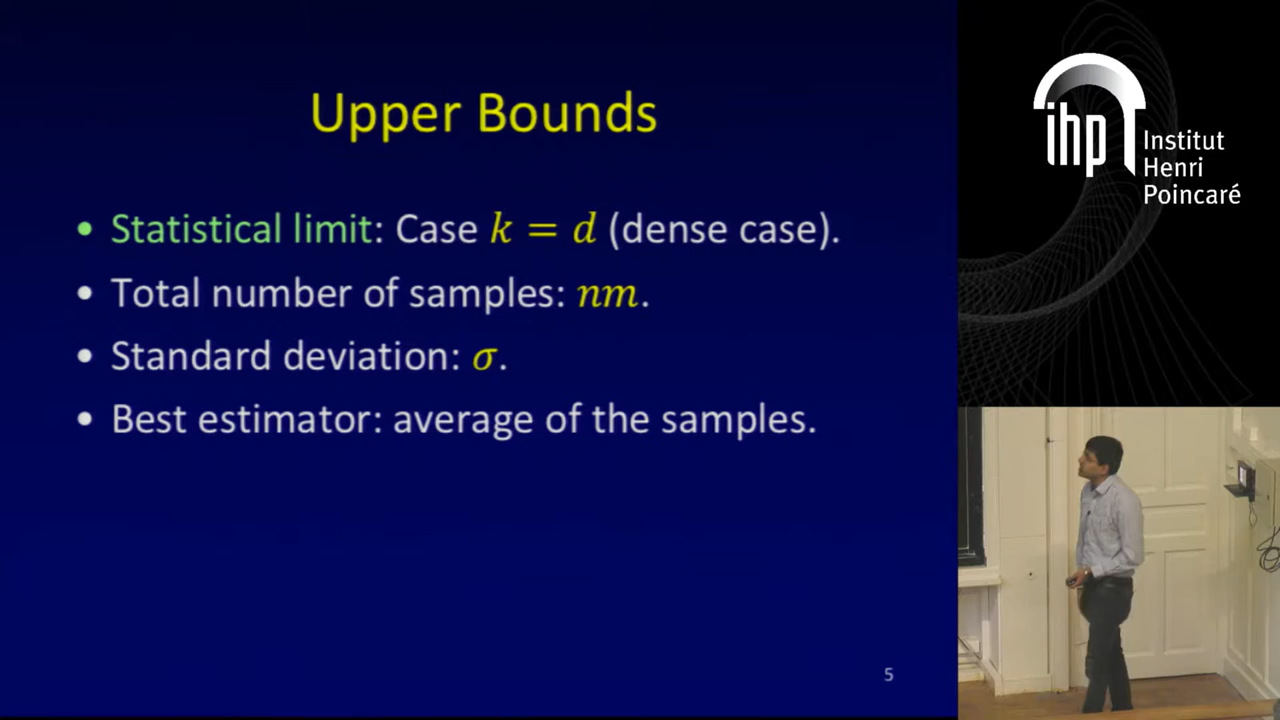 Upper Bounds
• Statistical limit: Case k = d (dense case).
• Total number of samples: nm.
• Standard deviation: σ.
• Best estimator: average of the samples.
5
ihp
Institut
Henri
Poincaré